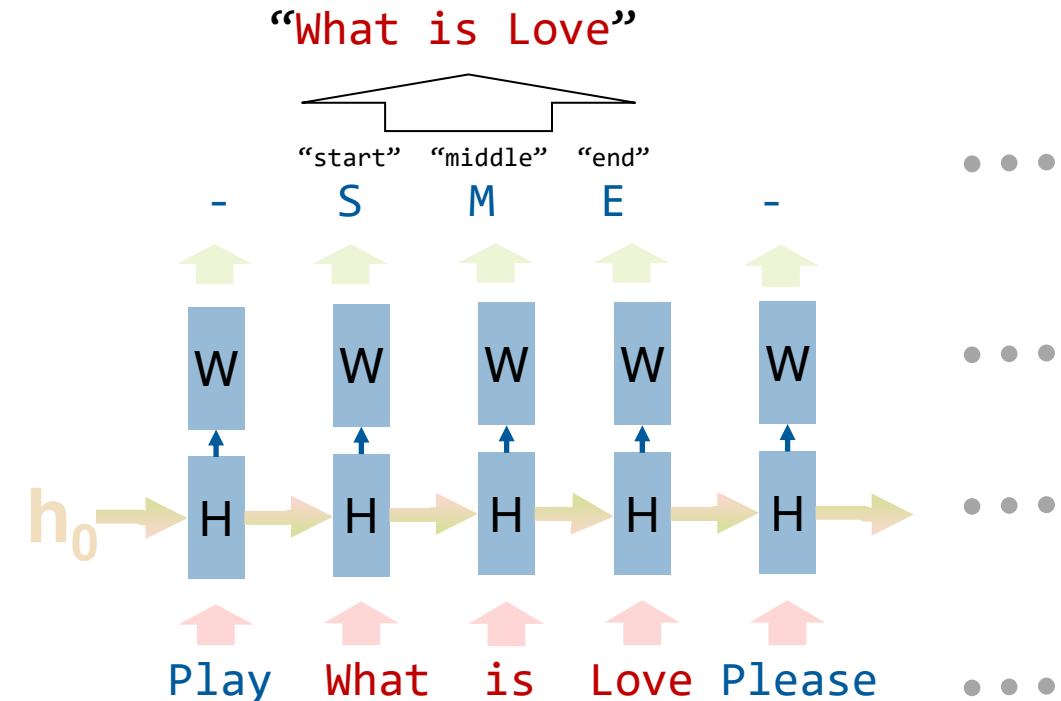 “What is Love”
“start” “middle” “end”
- S M E -
W W W W W
h0 H H H H H
Play What is Love Please